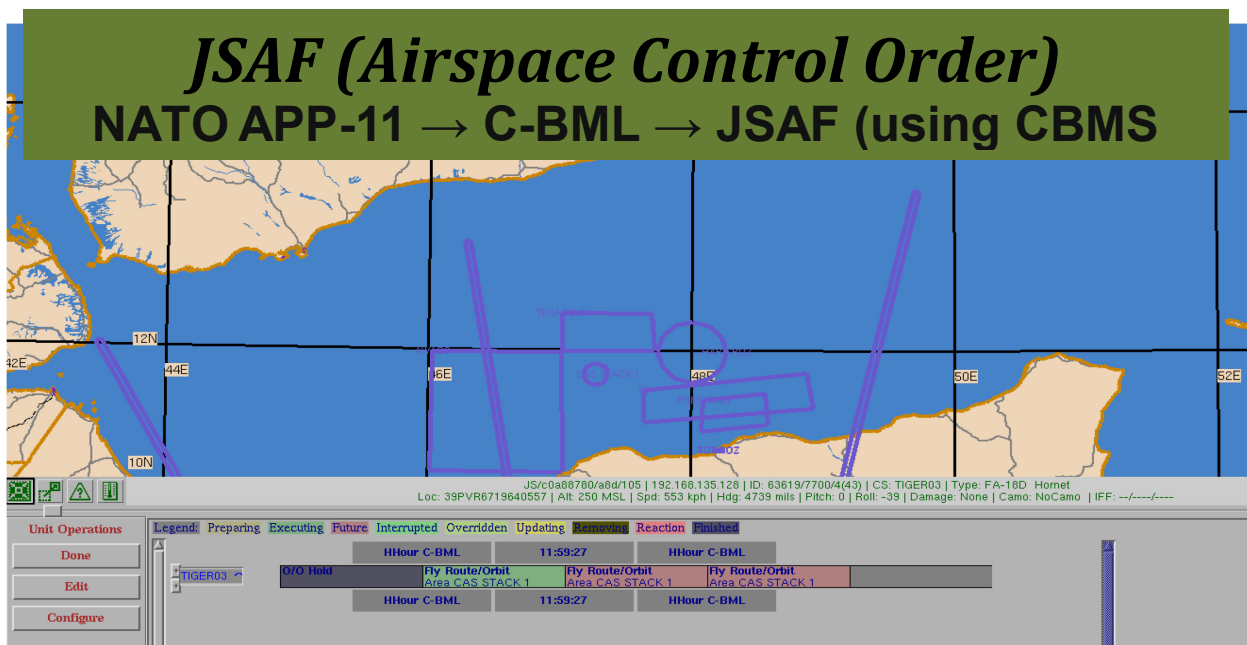 JSAF (Airspace Control Order)
NATO APP-11 → C-BML → JSAF (using CBMS
12N
42E
44E
48E
50E
52E
10N
JS/c0a88780/a8d/105 | 192.168.135.128 | ID: 63619/7700/4(43) | CS: TIGER03 | Type: FA-18D Hornet
Loc: 39PVR6719640557 | Alt: 250 MSL | Spd: 553 kph | Hdg: 4739 mils | Pitch: 0 | Roll: -39 | Damage: None | Camo: NoCamo | IFF: --/----/----
Unit Operations
Legend: Preparing Executing Future Interrupted Overridden Updating Removing Reaction Finished
Done
HHour C-BML 11:59:27 HHour C-BML
TIGER03
O/O Hold
Fly Route/Orbit
Area CAS STACK 1
Fly Route/Orbit
Area CAS STACK 1
Fly Route/Orbit
Area CAS STACK 1
Edit
HHour C-BML 11:59:27 HHour C-BML
Configure